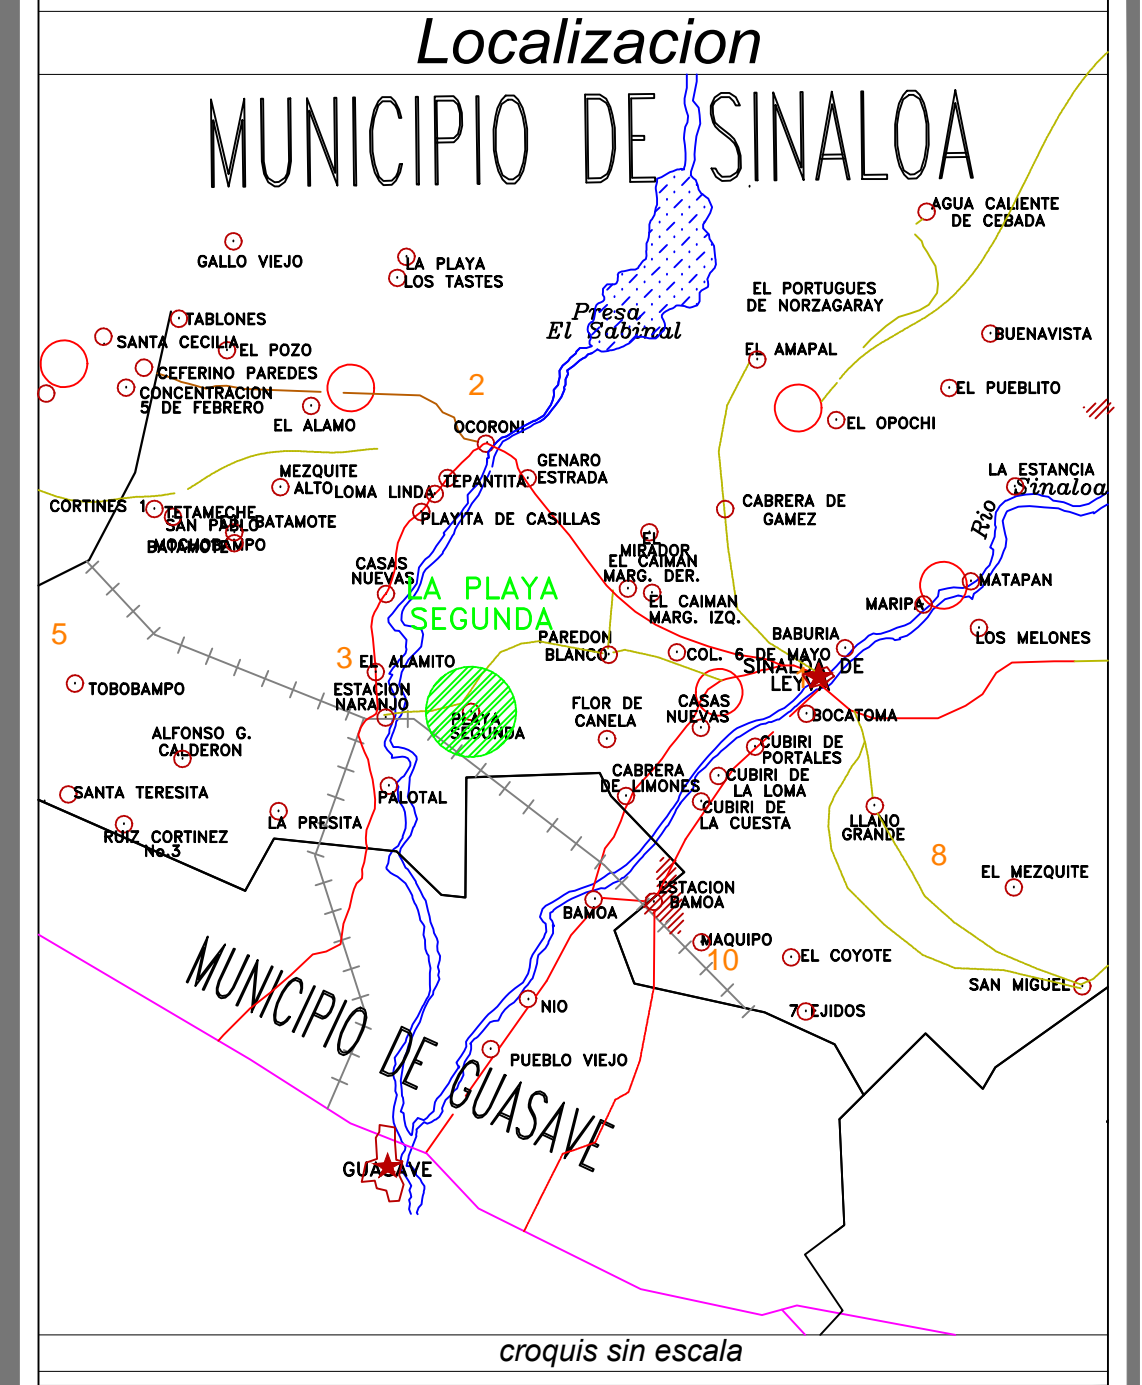 Localizacion
MUNICIPIO DE SINALOA
AGUA CALIENTE
DE CEBADA
GALLO VIEJO
LA PLAYA
LOS TASTES
EL PORTUGUES
DE NORZAGARAY
Presa
El Sabinal
TABLONES
SANTA CECILIA
EL POZO
BUENAVISTA
EL AMAPAL
CEFERINO PAREDES
CONCENTRACION
5 DE FEBRERO
2
EL PUEBLITO
EL ALAMO
OCORONI
EL OPOCHI
MEZQUITE
ALTO
LOMA LINDA
TEPANTITA
GENARO
ESTRADA
LA ESTANCIA
Sinaloa
Rio
CORTINES 1
TETAMECHE
SAN PABLO
BATAMOTE
MOCHOBAMPO
BATAMOTE
PLAYITA DE CASILLAS
CABRERA DE
GAMEZ
EL
MIRADOR
EL CAIMAN
MARG. DER.
CASAS
NUEVAS
LA PLAYA
SEGUNDA
EL CAIMAN
MARG. IZQ.
MATAPAN
MARIPA
5
PAREDON
BLANCO
BABURIA
LOS MELONES
3
EL ALAMITO
COL. 6 DE MAYO
SINALOA DE
LEYVA
TOBOBAMPO
ESTACION
NARANJO
FLOR DE
CANELA
CASAS
NUEVAS
BOCATOMA
PLAYA
SEGUNDA
ALFONSO G.
CALDERON
CUBIRI DE
PORTALES
CABRERA
DE LIMONES
CUBIRI DE
LA LOMA
SANTA TERESITA
PALOTAL
CUBIRI DE
LA CUESTA
LA PRESITA
RUIZ CORTINEZ
No.3
LLANO
GRANDE
8
EL MEZQUITE
ESTACION
BAMOA
BAMOA
MAQUIPO
10
EL COYOTE
SAN MIGUEL
NIO
7 EJIDOS
MUNICIPIO DE GUASAVE
PUEBLO VIEJO
GUASAVE
croquis sin escala